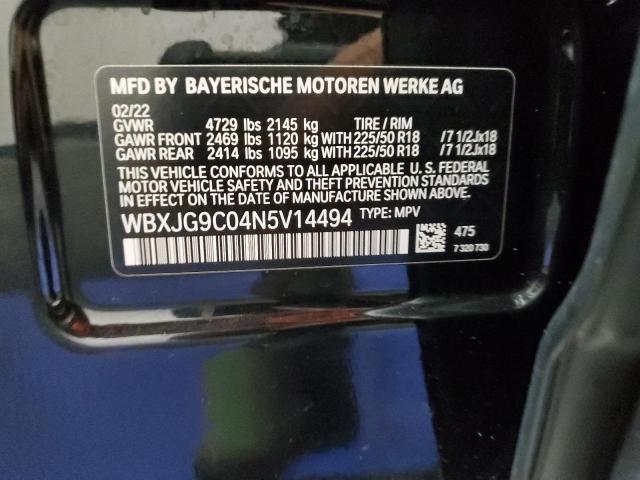 MFD BY BAYERISCHE MOTOREN WERKE AG
02/22
GVWR 4729 lbs 2145 kg TIRE / RIM
GAWR FRONT 2469 lbs 1120 kg WITH 225/50 R18 /7 1/2Jx18
GAWR REAR 2414 lbs 1095 kg WITH 225/50 R18 /7 1/2Jx18
THIS VEHICLE CONFORMS TO ALL APPLICABLE U. S. FEDERAL
MOTOR VEHICLE SAFETY AND THEFT PREVENTION STANDARDS
IN EFFECT ON THE DATE OF MANUFACTURE SHOWN ABOVE.
WBXJG9C04N5V14494 TYPE: MPV
475
7320730